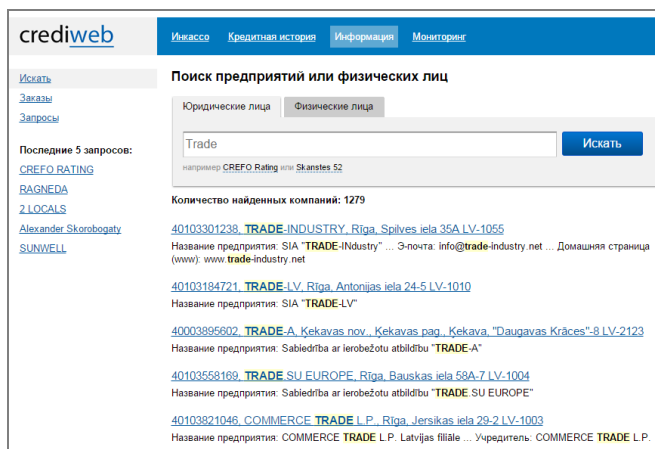 crediweb
Инкассо Кредитная история Информация Мониторинг
Искать
Заказы
Запросы
Последние 5 запросов:
CREFO RATING
RAGNEDA
2 LOCALS
Alexander Skorobogaty
SUNWELL
Поиск предприятий или физических лиц
Юридические лица Физические лица
Trade Искать
например CREFO Rating или Skanstes 52
Количество найденных компаний: 1279
40103301238, TRADE-INDUSTRY, Rīga, Spilves iela 35A LV-1055
Название предприятия: SIA "TRADE-INdustry" ... Э-почта: info@trade-industry.net ... Домашняя страница
(www): www.trade-industry.net
40103184721, TRADE-LV, Rīga, Antonijas iela 24-5 LV-1010
Название предприятия: SIA "TRADE-LV"
40003895602, TRADE-A, Ķekavas nov., Ķekavas pag., Ķekava, "Daugavas Krāces"-8 LV-2123
Название предприятия: Sabiedrība ar ierobežotu atbildību "TRADE-A"
40103558169, TRADE.SU EUROPE, Rīga, Bauskas iela 58A-7 LV-1004
Название предприятия: Sabiedrība ar ierobežotu atbildību "TRADE.SU EUROPE"
40103821046, COMMERCE TRADE L.P., Rīga, Jersikas iela 29-2 LV-1003
Название предприятия: COMMERCE TRADE L.P. Latvijas filiāle ... Учредитель: COMMERCE TRADE L.P.